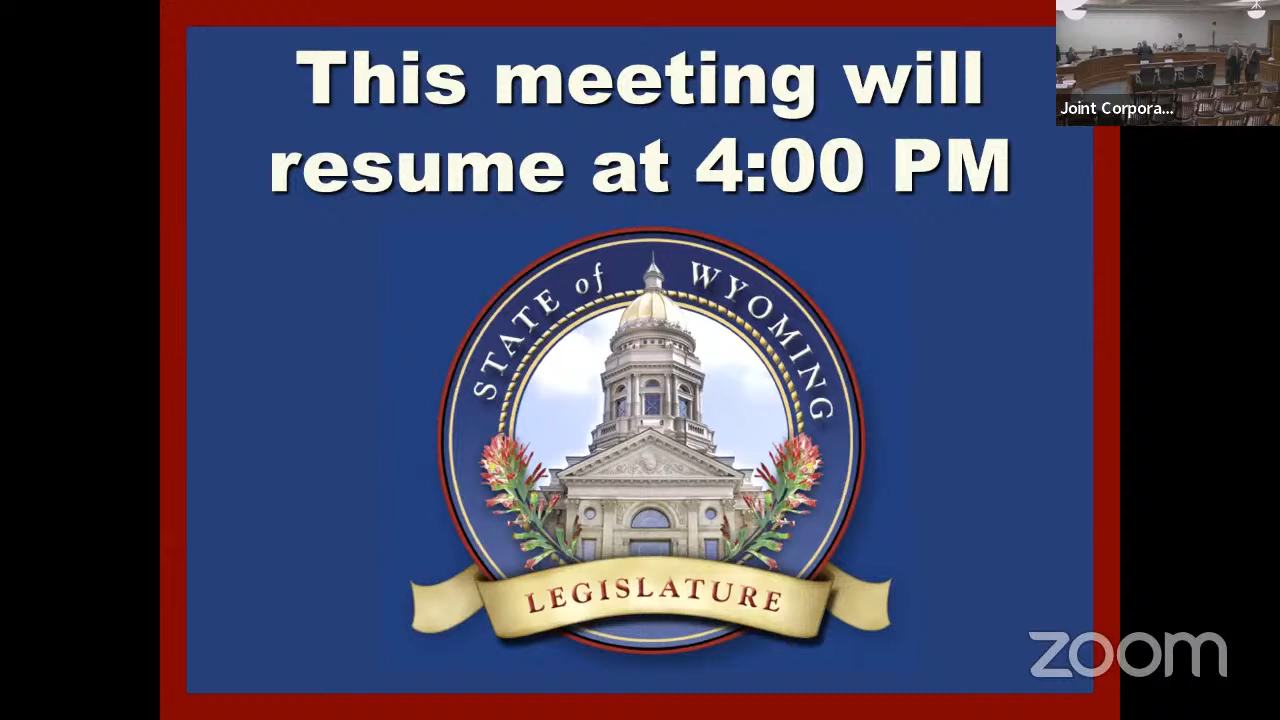 This meeting will
resume at 4:00 PM
Joint Corpora...
STATE of WYOMING
LEGISLATURE
zoom